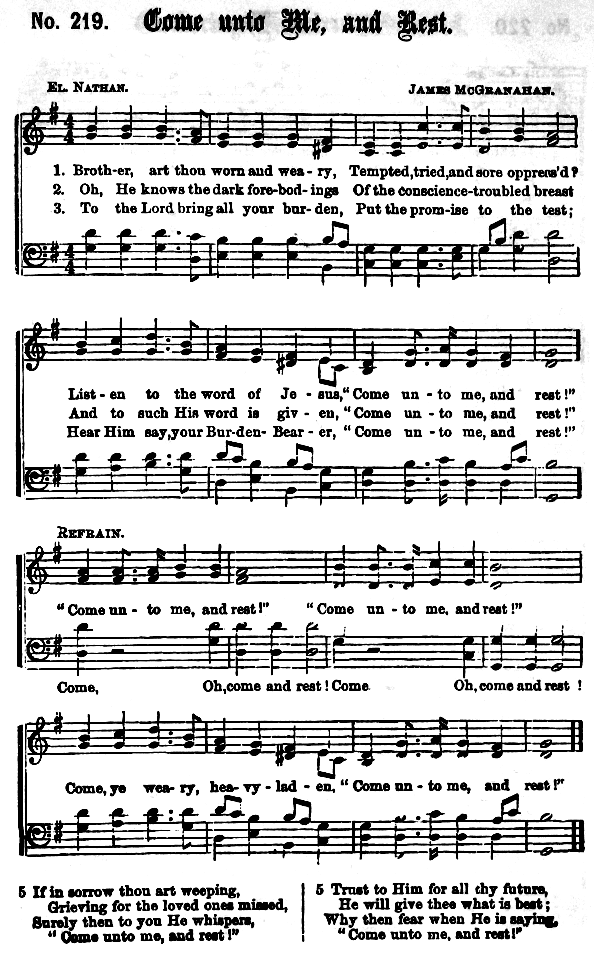 No. 219. Come unto Me, and Rest.
EL. NATHAN. JAMES MCGRANAHAN.
1. Broth-er, art thou worn and wea-ry, Tempted, tried, and sore oppress'd?
2. Oh, He knows the dark fore-bod-ings Of the conscience-troubled breast
3. To the Lord bring all your bur-den, Put the prom-ise to the test;
List-en to the word of Je-sus, "Come un-to me, and rest!"
And to such His word is giv-en, "Come un-to me, and rest!"
Hear Him say, your Bur-den-Bear-er, "Come un-to me, and rest!"
REFRAIN.
"Come un-to me, and rest!" "Come un-to me, and rest!"
Come, Oh, come and rest! Come Oh, come and rest!
Come, ye wea-ry, hea-vy-lad-en, "Come un-to me, and rest!"
5 If in sorrow thou art weeping,
Grieving for the loved ones missed,
Surely then to you He whispers,
"Come unto me, and rest!"
5 Trust to Him for all thy future,
He will give thee what is best;
Why then fear when He is saying,
"Come unto me, and rest!"